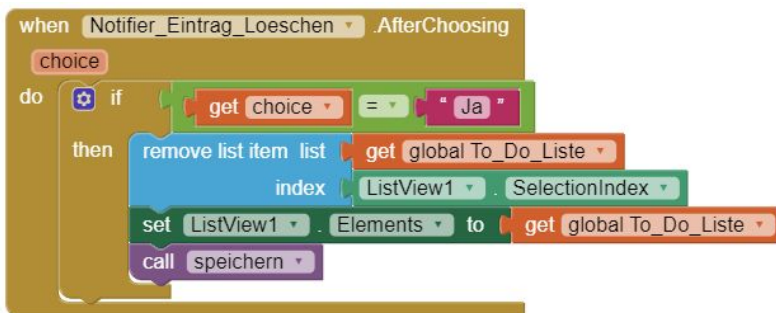 when Notifier_Eintrag_Loeschen .AfterChoosing
choice
do if get choice = " Ja "
then remove list item list get global To_Do_Liste
index ListView1 . SelectionIndex
set ListView1 . Elements to get global To_Do_Liste
call speichern